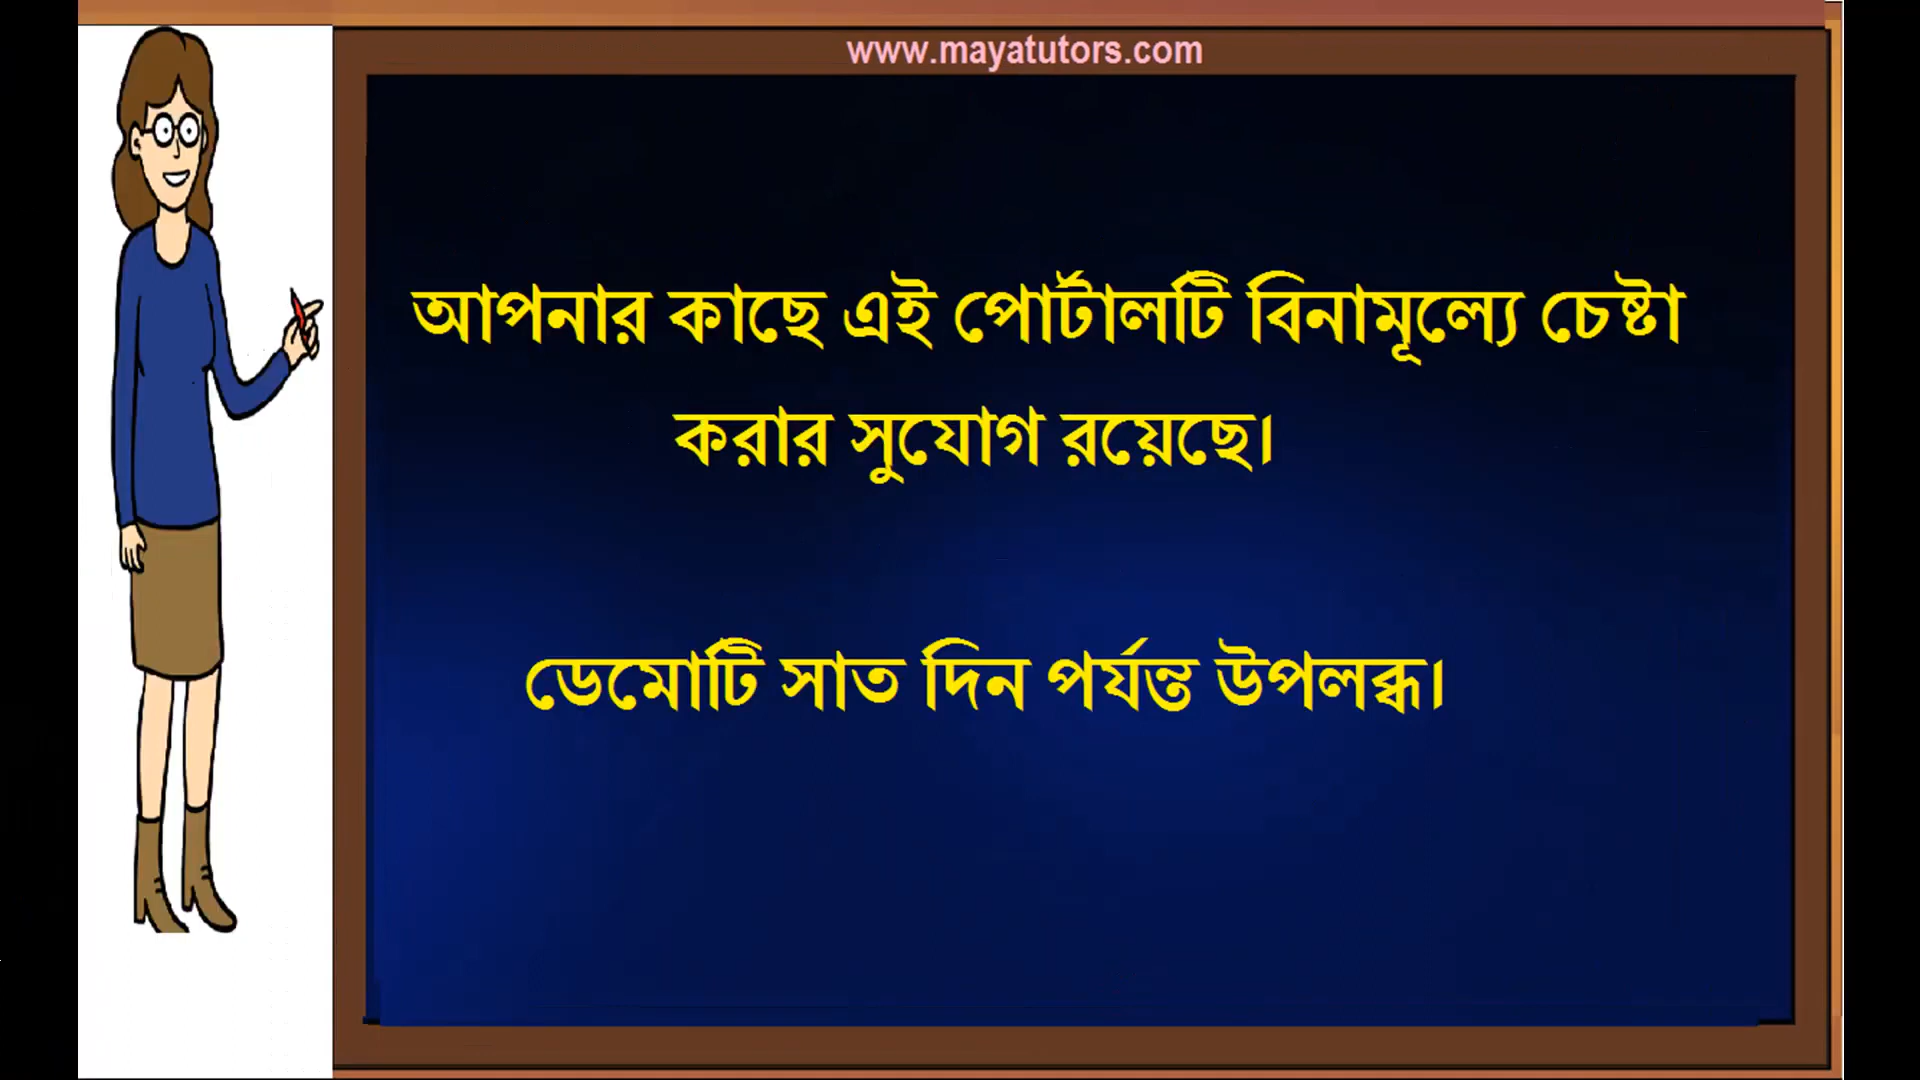 www.mayatutors.com
আপনার কাছে এই পোর্টালটি বিনামূল্যে চেষ্টা
করার সুযোগ রয়েছে।
ডেমোটি সাত দিন পর্যন্ত উপলব্ধ।